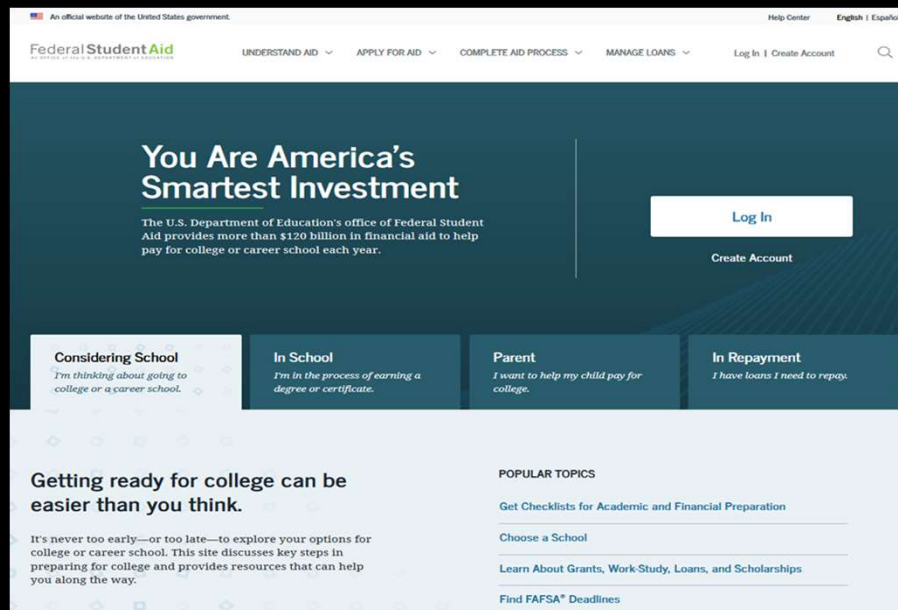 An official website of the United States government.
Help Center English | Español
Federal Student Aid
An OFFICE of the U.S. DEPARTMENT of EDUCATION
UNDERSTAND AID APPLY FOR AID COMPLETE AID PROCESS MANAGE LOANS Log In | Create Account
You Are America's
Smartest Investment
The U.S. Department of Education's office of Federal Student
Aid provides more than $120 billion in financial aid to help
pay for college or career school each year.
Log In
Create Account
Considering School
I'm thinking about going to
college or a career school.
In School
I'm in the process of earning a
degree or certificate.
Parent
I want to help my child pay for
college.
In Repayment
I have loans I need to repay.
Getting ready for college can be
easier than you think.
It's never too early—or too late—to explore your options for
college or career school. This site discusses key steps in
preparing for college and provides resources that can help
you along the way.
POPULAR TOPICS
Get Checklists for Academic and Financial Preparation
Choose a School
Learn About Grants, Work-Study, Loans, and Scholarships
Find FAFSA® Deadlines